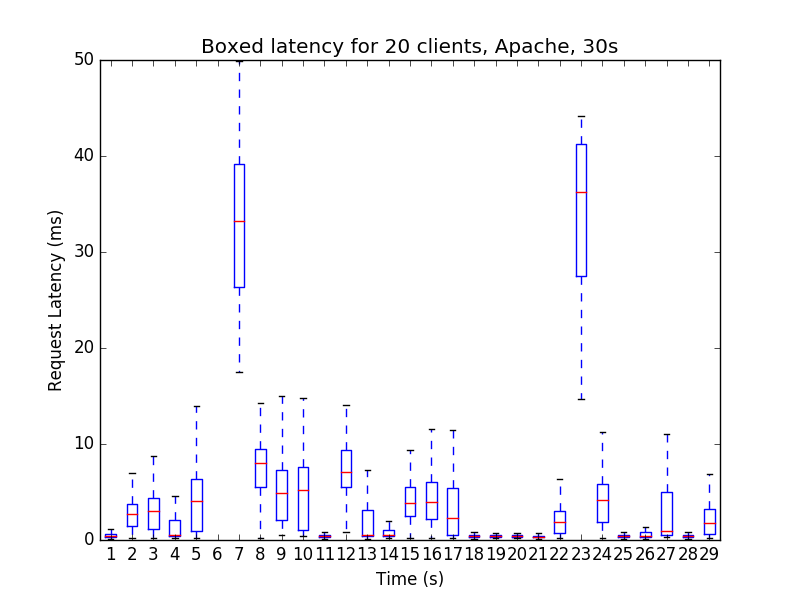 Boxed latency for 20 clients, Apache, 30s
50
40
30
20
10
0
Request Latency (ms)
1 2 3 4 5 6 7 8 9 10 11 12 13 14 15 16 17 18 19 20 21 22 23 24 25 26 27 28 29
Time (s)